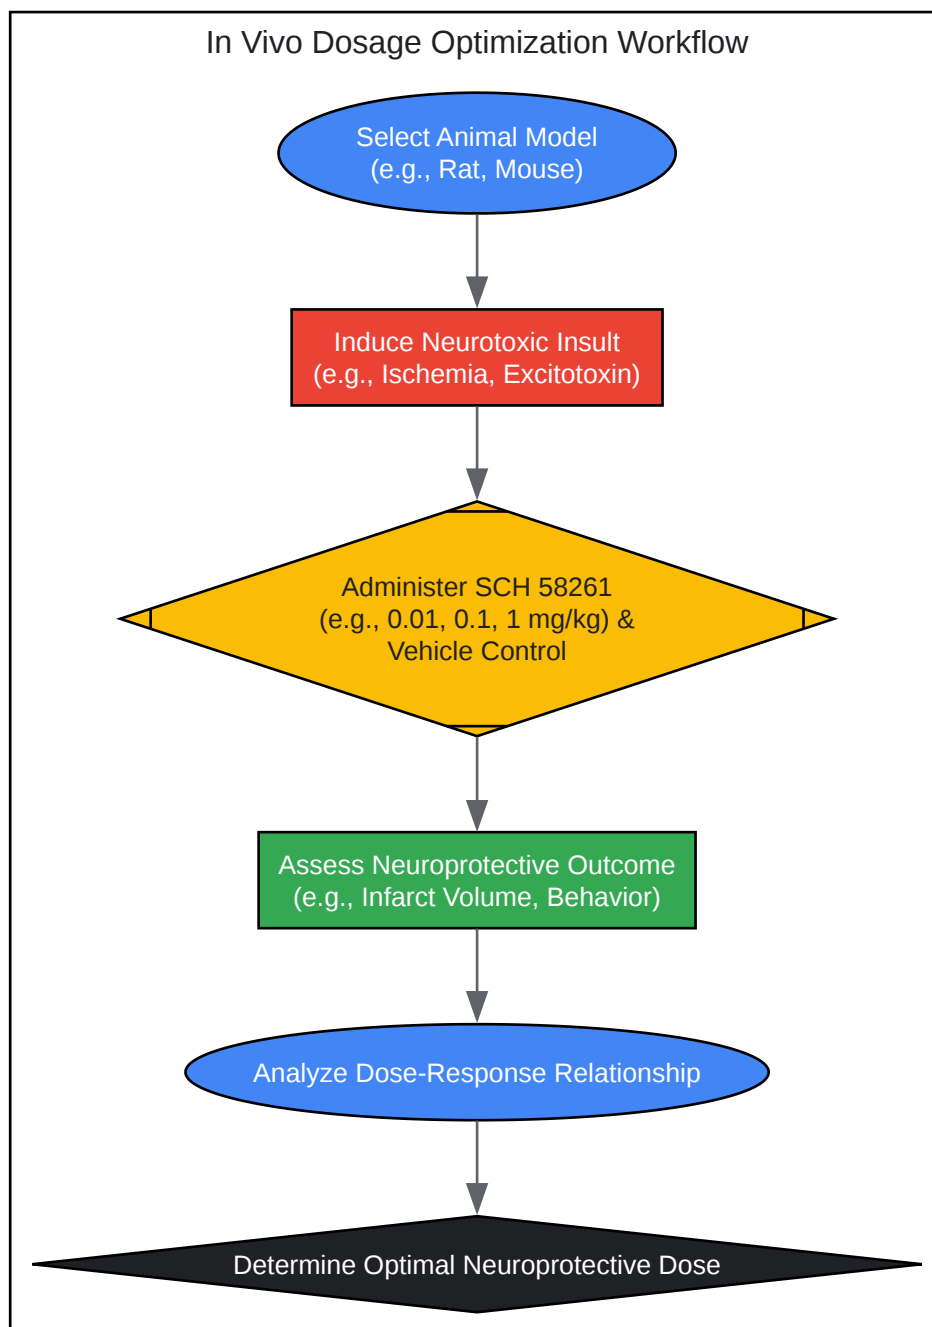 In Vivo Dosage Optimization Workflow
Select Animal Model
(e.g., Rat, Mouse)
Induce Neurotoxic Insult
(e.g., Ischemia, Excitotoxin)
Administer SCH 58261
(e.g., 0.01, 0.1, 1 mg/kg) &
Vehicle Control
Assess Neuroprotective Outcome
(e.g., Infarct Volume, Behavior)
Analyze Dose-Response Relationship
Determine Optimal Neuroprotective Dose